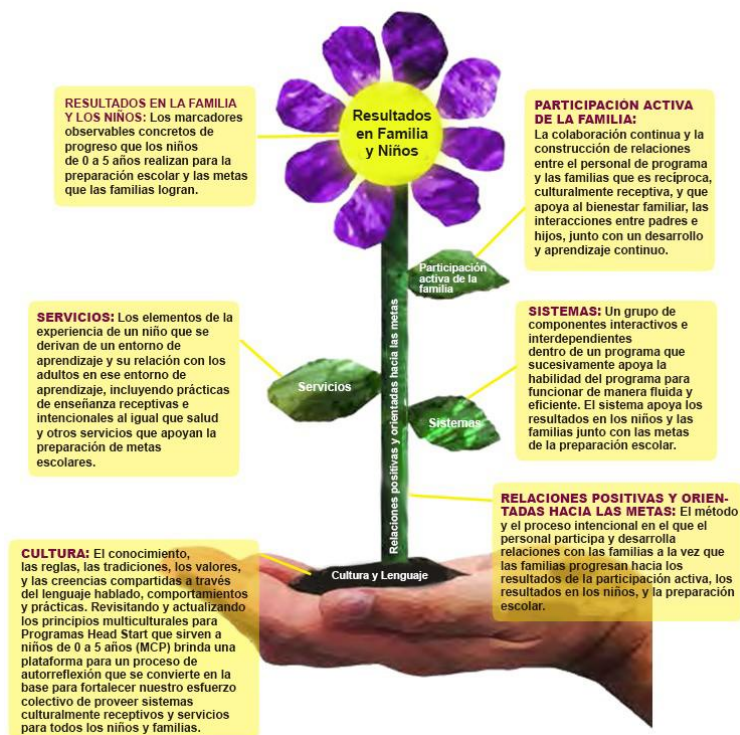 Resultados
en Familia
y Niños
RESULTADOS EN LA FAMILIA
Y LOS NIÑOS: Los marcadores
observables concretos de
progreso que los niños
de 0 a 5 años realizan para la
preparación escolar y las metas
que las familias logran.
PARTICIPACIÓN ACTIVA
DE LA FAMILIA:
La colaboración continua y la
construcción de relaciones
entre el personal de programa
y las familias que es recíproca,
culturalmente receptiva, y que
apoya al bienestar familiar, las
interacciones entre padres e
hijos, junto con un desarrollo
y aprendizaje continuo.
Participación
activa de la
familia
SERVICIOS: Los elementos de la
experiencia de un niño que se
derivan de un entorno de
aprendizaje y su relación con los
adultos en ese entorno de
aprendizaje, incluyendo prácticas
de enseñanza receptivas e
intencionales al igual que salud
y otros servicios que apoyan la
preparación de metas
escolares.
Servicios
Relaciones positivas y orientadas hacia las metas
Sistemas
SISTEMAS: Un grupo de
componentes interactivos e
interdependientes
dentro de un programa que
sucesivamente apoya la
habilidad del programa para
funcionar de manera fluida y
eficiente. El sistema apoya los
resultados en los niños y las
familias junto con las metas
de la preparación escolar.
RELACIONES POSITIVAS Y ORIEN-
TADAS HACIA LAS METAS: El método
y el proceso intencional en el que el
personal participa y desarrolla
relaciones con las familias a la vez que
las familias progresan hacia los
resultados de la participación activa, los
resultados en los niños, y la preparación
escolar.
Cultura y Lenguaje
CULTURA: El conocimiento,
las reglas, las tradiciones, los valores,
y las creencias compartidas a través
del lenguaje hablado, comportamientos
y prácticas. Revisitando y actualizando
los principios multiculturales para
Programas Head Start que sirven a
niños de 0 a 5 años (MCP) brinda una
plataforma para un proceso de
autorreflexión que se convierte en la
base para fortalecer nuestro esfuerzo
colectivo de proveer sistemas
culturalmente receptivos y servicios
para todos los niños y familias.